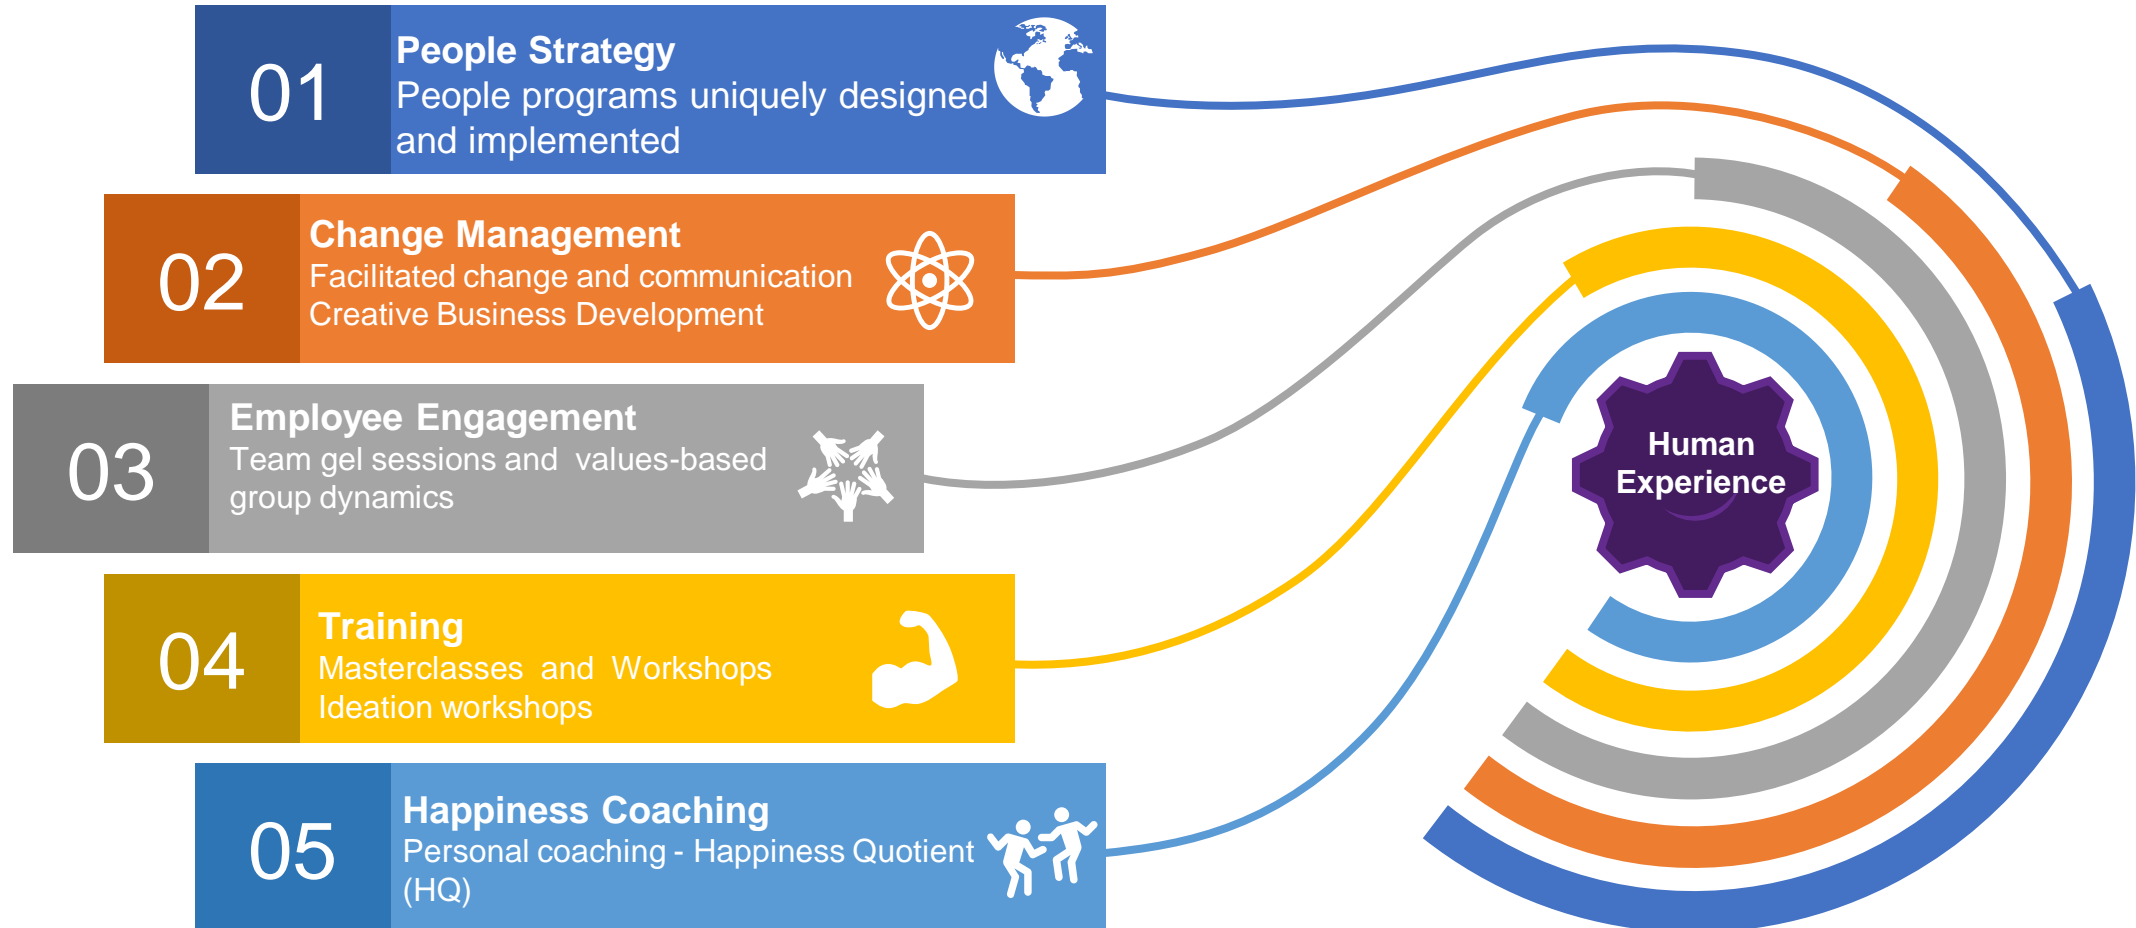 01
People Strategy
People programs uniquely designed
and implemented
02
Change Management
Facilitated change and communication
Creative Business Development
03
Employee Engagement
Team gel sessions and values-based
group dynamics
04
Training
Masterclasses and Workshops
Ideation workshops
05
Happiness Coaching
Personal coaching - Happiness Quotient
(HQ)
Human
Experience